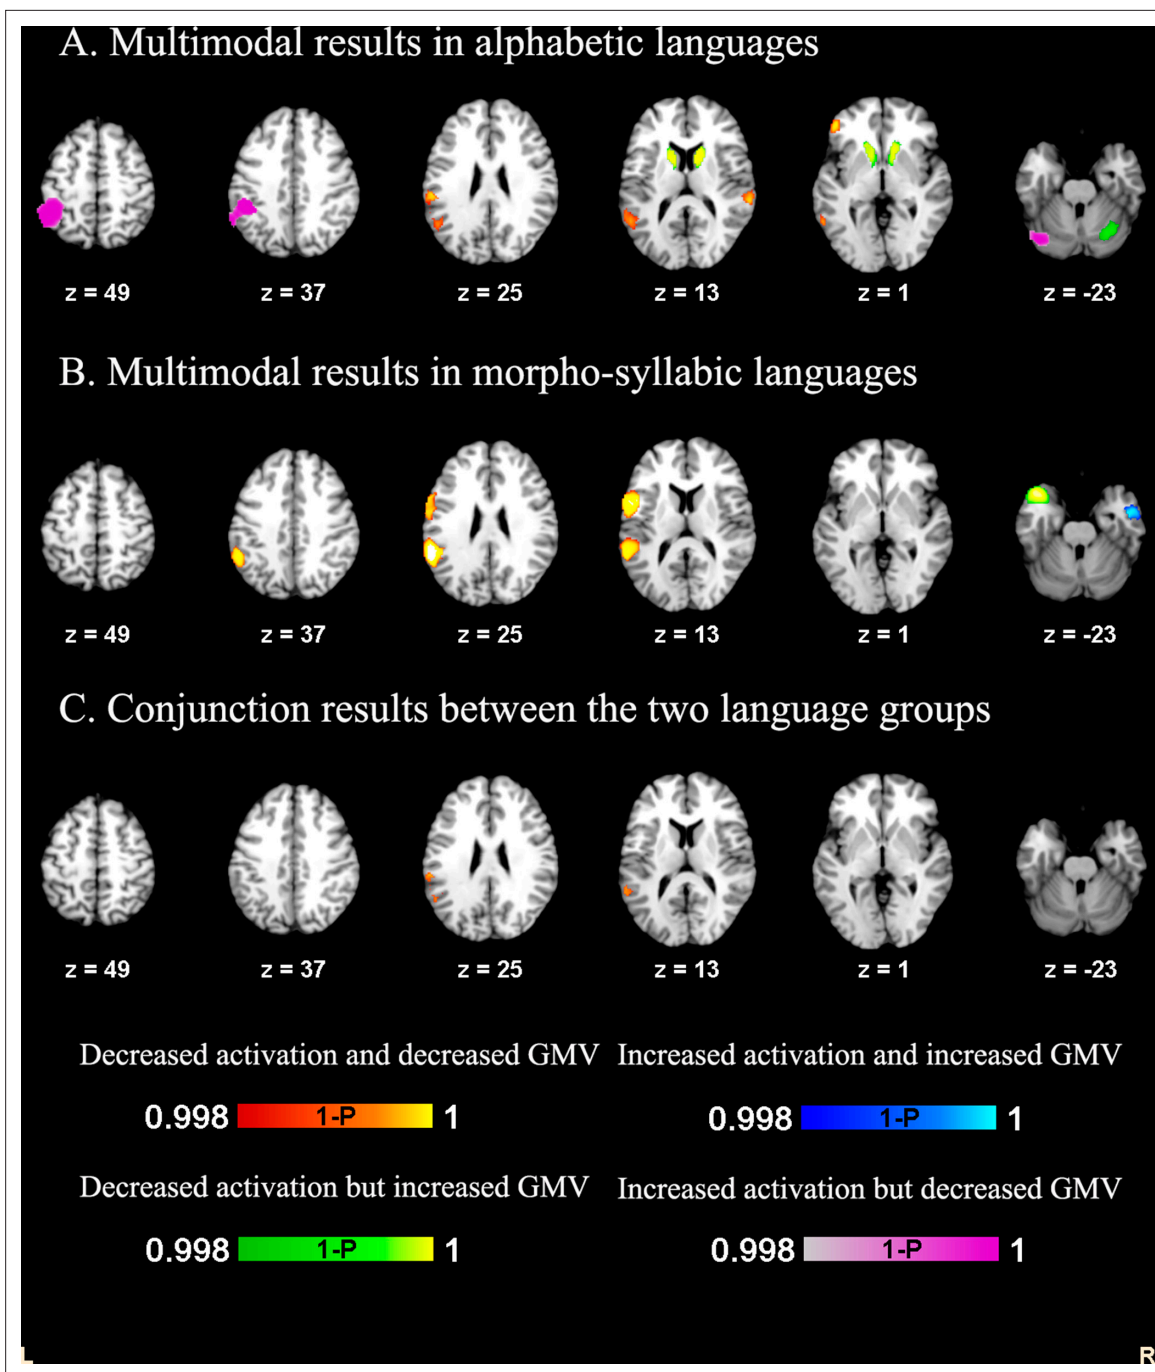 A. Multimodal results in alphabetic languages
z = 49 z = 37 z = 25 z = 13 z = 1 z = -23
B. Multimodal results in morpho-syllabic languages
z = 49 z = 37 z = 25 z = 13 z = 1 z = -23
C. Conjunction results between the two language groups
z = 49 z = 37 z = 25 z = 13 z = 1 z = -23
Decreased activation and decreased GMV Increased activation and increased GMV
0.998 1-P 1 0.998 1-P 1
Decreased activation but increased GMV Increased activation but decreased GMV
0.998 1-P 1 0.998 1-P 1
L R